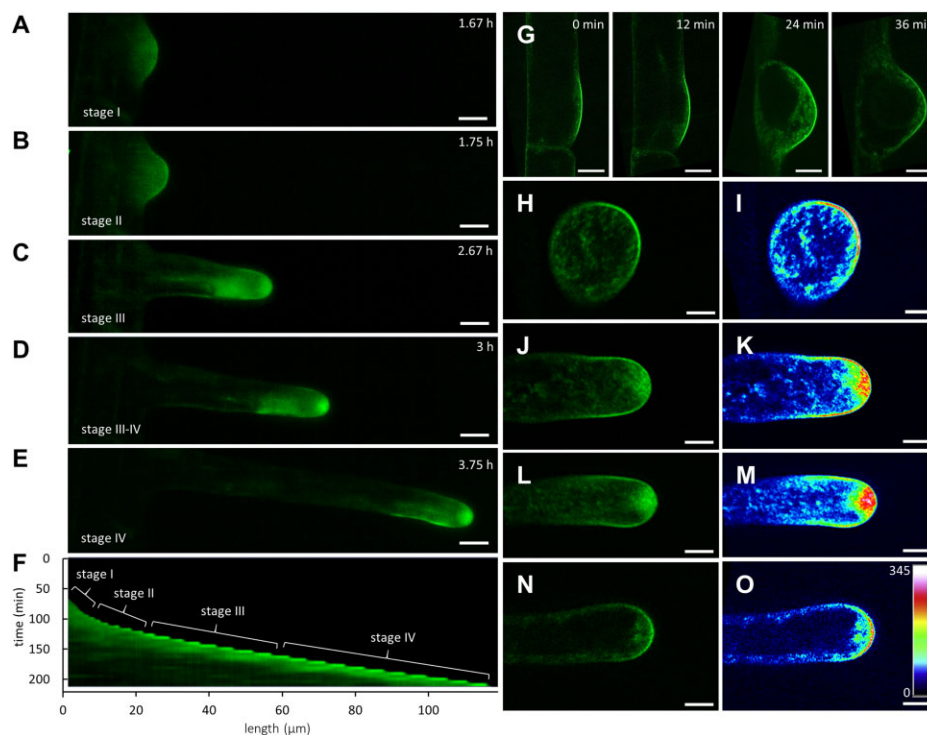 A
1.67 h
stage I
B
1.75 h
stage II
C
2.67 h
stage III
D
3 h
stage III-IV
E
3.75 h
stage IV
F
0
50
100
150
200
time (min)
stage I
stage II
stage III
stage IV
0 20 40 60 80 100
length (μm)
G
0 min
12 min
24 min
36 min
H
I
J
K
L
M
N
O
345
0